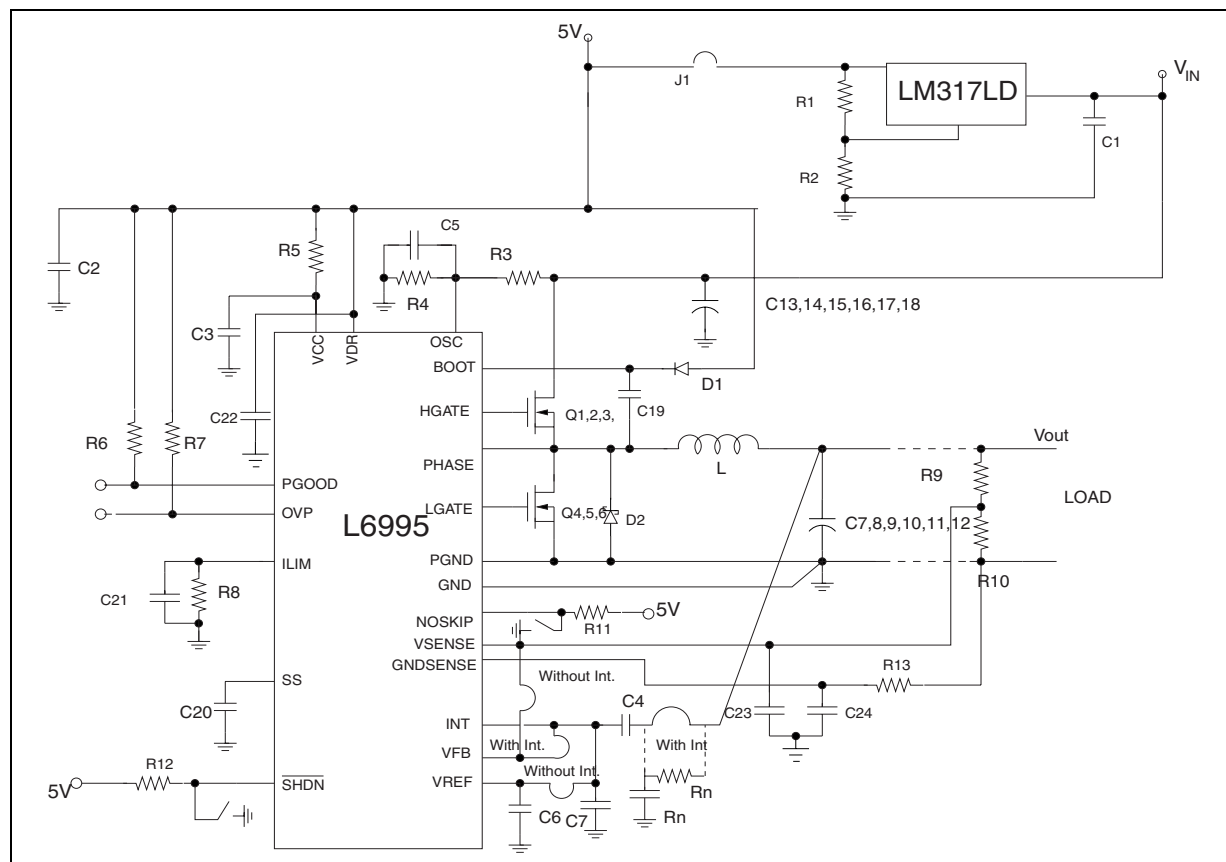 5V
V IN
J1
R1
LM317LD
C1
R2
C5
R5
R3
C2
R4
C13,14,15,16,17,18
C3
VCC
VDR
OSC
BOOT
D1
C22
HGATE
Q1,2,3,
C19
R6
R7
Vout
PHASE
L
R9
PGOOD
LOAD
OVP
L6995
LGATE
Q4,5,6
D2
C7,8,9,10,11,12
ILIM
PGND
R10
C21
R8
GND
NOSKIP
R11
5V
VSENSE
GNDSENSE
Without Int.
R13
SS
C20
C4
C23
C24
INT
With Int.
With Int
VFB
R12
Without Int.
5V
SHDN
VREF
Rn
C6
C7
Rn